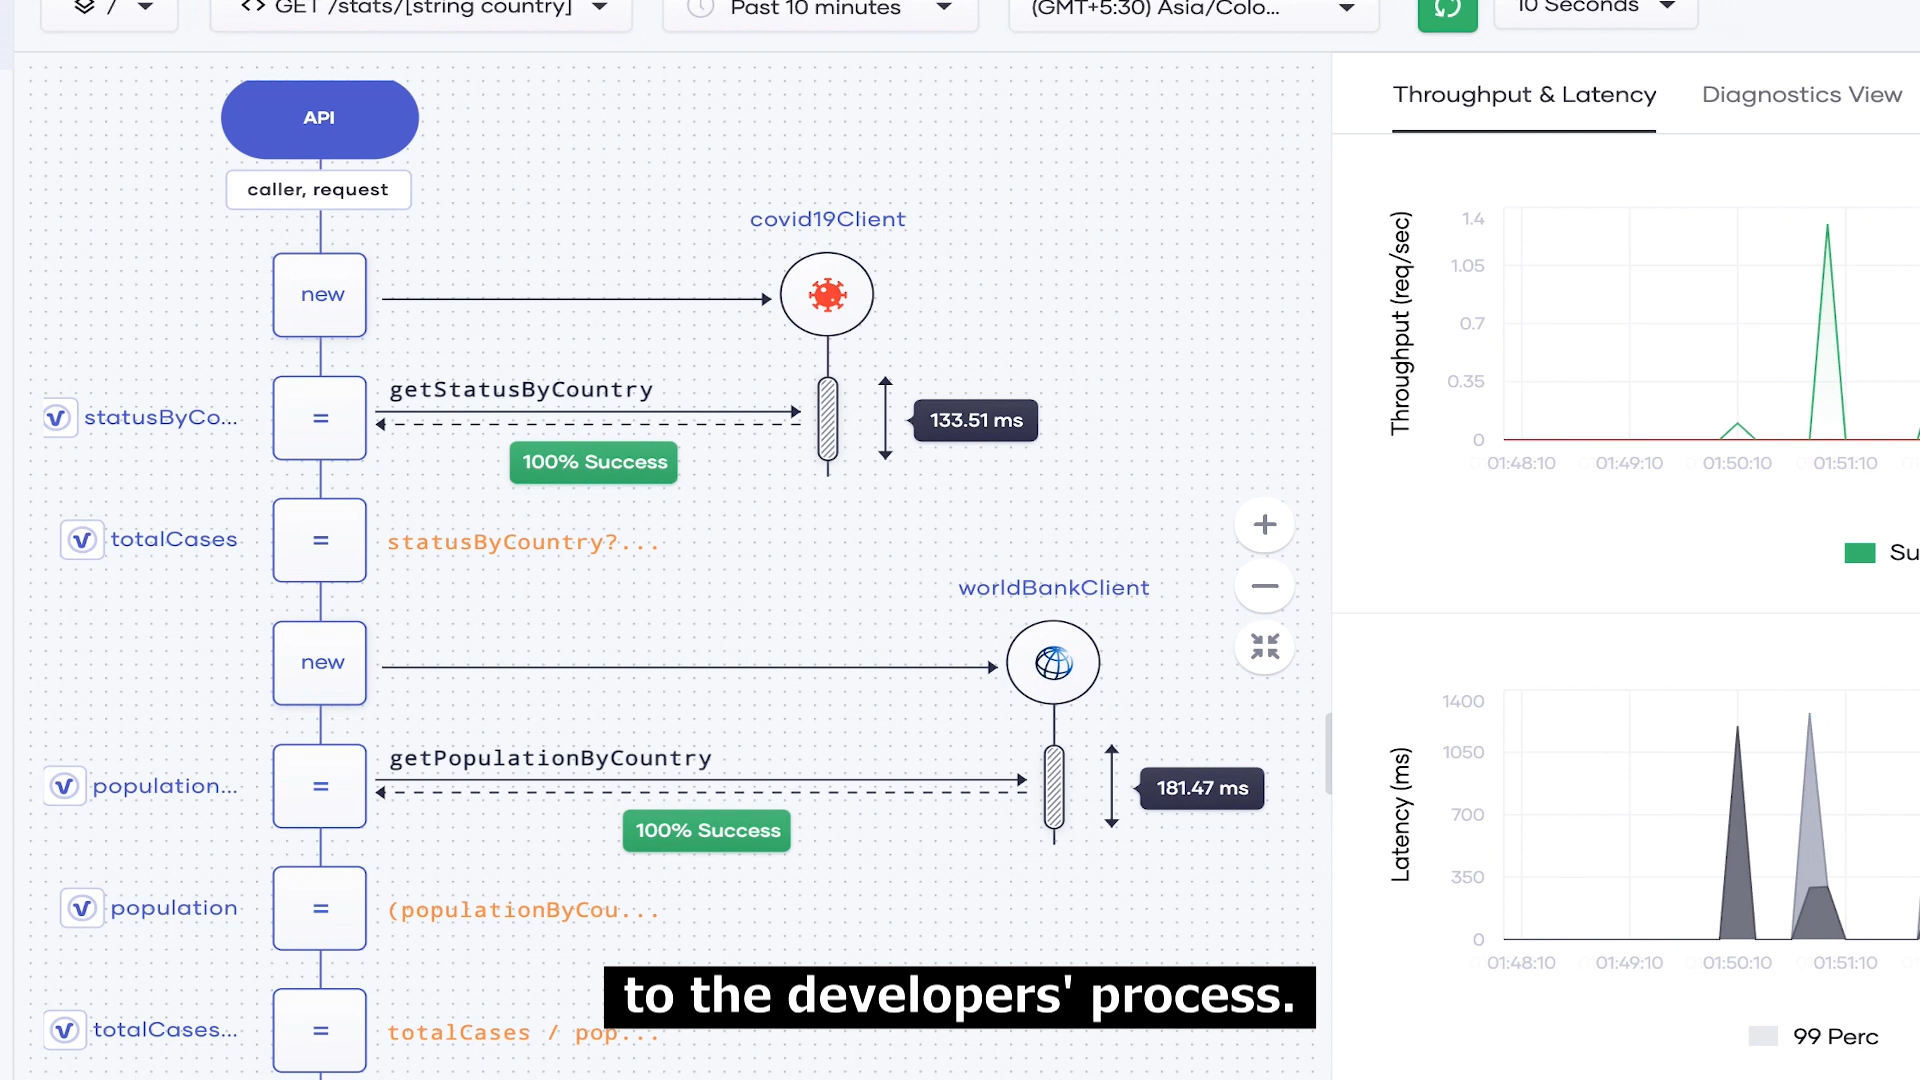 /
<> GET /stats/[string country]
Past 10 minutes
(GMT+5:30) Asia/Colo...
10 Seconds
API
caller, request
Throughput & Latency
Diagnostics View
covid19Client
new
getStatusByCountry
statusByCo...
=
133.51 ms
100% Success
totalCases
=
statusByCountry?...
worldBankClient
new
getPopulationByCountry
population...
=
181.47 ms
100% Success
population
=
(populationByCou...
totalCases...
=
totalCases / pop...
to the developers' process.
Throughput (req/sec)
1.4
1.05
0.7
0.35
0
01:48:10
01:49:10
01:50:10
01:51:10
Su
Latency (ms)
1400
1050
700
350
0
01:48:10
01:49:10
01:50:10
01:51:10
99 Perc